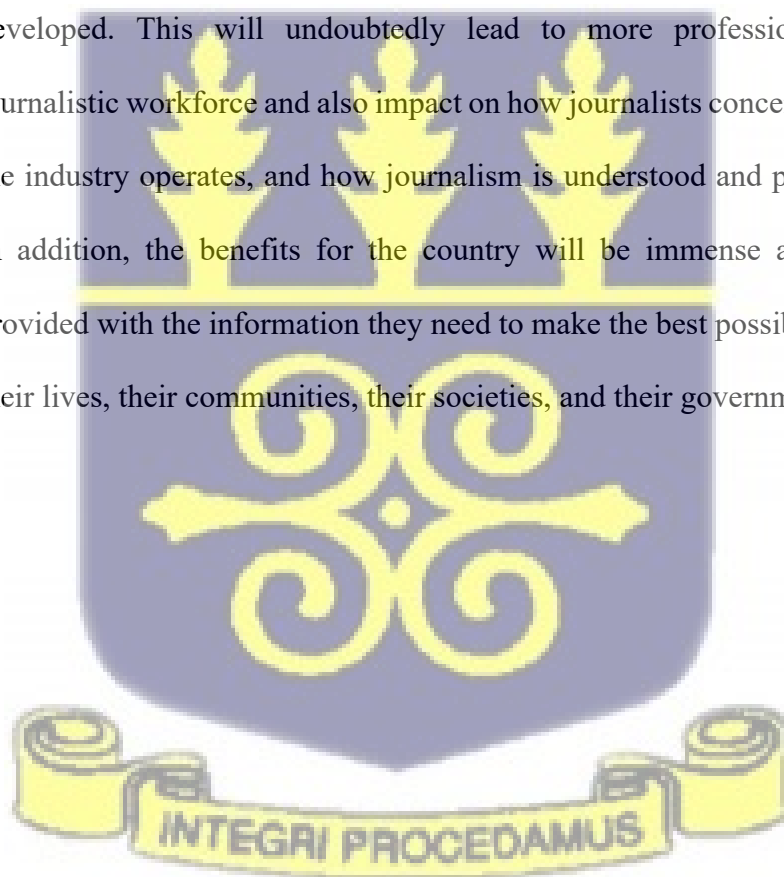 eveloped. This will undoubtedly lead to more professio
urnalistic workforce and also impact on how journalists conce
e industry operates, and how journalism is understood and p
addition, the benefits for the country will be immense a
rovided with the information they need to make the best possib
eir lives, their communities, their societies, and their governm
INTEGRI PROCEDAMUS